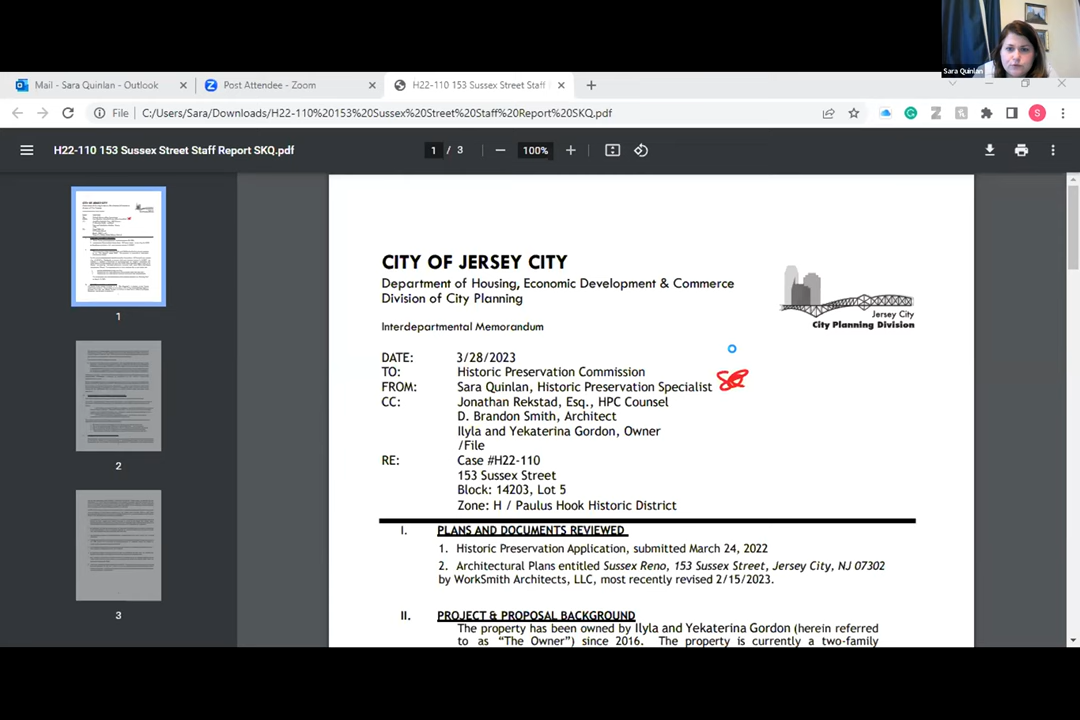 Sara Quinlan
Mail - Sara Quinlan - Outlook
Post Attendee - Zoom
H22-110 153 Sussex Street Staff
File
C:/Users/Sara/Downloads/H22-110%20153%20Sussex%20Street%20Staff%20Report%20SKQ.pdf
S
H22-110 153 Sussex Street Staff Report SKQ.pdf
1 / 3
100%
1
2
3
CITY OF JERSEY CITY
Department of Housing, Economic Development & Commerce
Division of City Planning
Jersey City
City Planning Division
Interdepartmental Memorandum
DATE: 3/28/2023
TO: Historic Preservation Commission
FROM: Sara Quinlan, Historic Preservation Specialist
CC: Jonathan Rekstad, Esq., HPC Counsel
D. Brandon Smith, Architect
Ilyla and Yekaterina Gordon, Owner
/File
RE: Case #H22-110
153 Sussex Street
Block: 14203, Lot 5
Zone: H / Paulus Hook Historic District
I. PLANS AND DOCUMENTS REVIEWED
1. Historic Preservation Application, submitted March 24, 2022
2. Architectural Plans entitled Sussex Reno, 153 Sussex Street, Jersey City, NJ 07302
by WorkSmith Architects, LLC, most recently revised 2/15/2023.
II. PROJECT & PROPOSAL BACKGROUND
The property has been owned by Ilyla and Yekaterina Gordon (herein referred
to as “The Owner”) since 2016. The property is currently a two-family